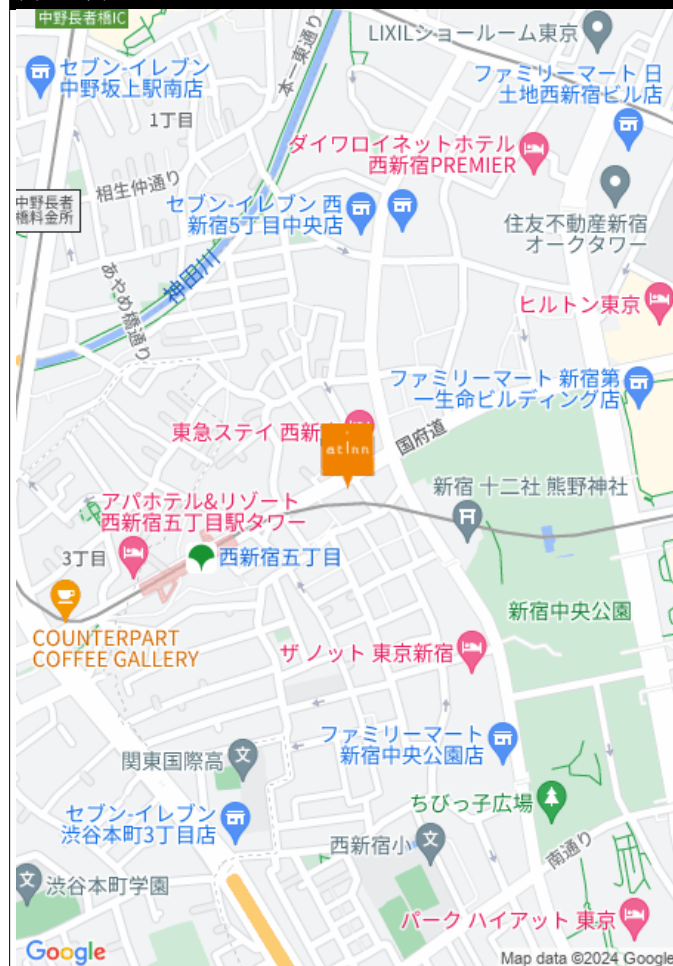 中野長者橋IC
LIXILショールーム東京
セブン-イレブン
中野坂上駅南店
本一東通り
ファミリーマート 日
土地西新宿ビル店
1丁目
ダイワロイネットホテル
西新宿PREMIER
相生仲通り
中野長者
橋料金所
セブン-イレブン 西
新宿5丁目中央店
住友不動産新宿
オークタワー
神田川
あやめ橋通り
ヒルトン東京
ファミリーマート 新宿第
一生命ビルディング店
東急ステイ 西新
atInn
国府道
新宿 十二社 熊野神社
アパホテル&リゾート
西新宿五丁目駅タワー
3丁目
西新宿五丁目
新宿中央公園
COUNTERPART
COFFEE GALLERY
ザ ノット 東京新宿
ファミリーマート
新宿中央公園店
関東国際高
ちびっ子広場
セブン-イレブン
渋谷本町3丁目店
西新宿小
南通り
渋谷本町学園
パーク ハイアット 東京
Google
Map data ©2024 Google